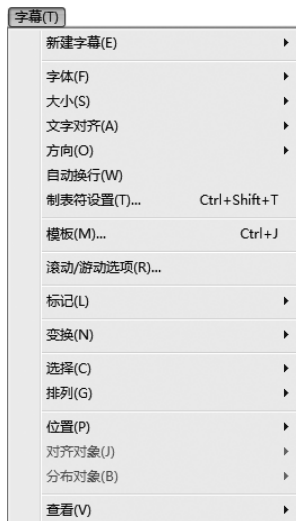 字幕(T)
新建字幕(E)
字体(F)
大小(S)
文字对齐(A)
方向(O)
自动换行(W)
制表符设置(T)... Ctrl+Shift+T
模板(M)... Ctrl+J
滚动/游动选项(R)...
标记(L)
变换(N)
选择(C)
排列(G)
位置(P)
对齐对象(J)
分布对象(B)
查看(V)